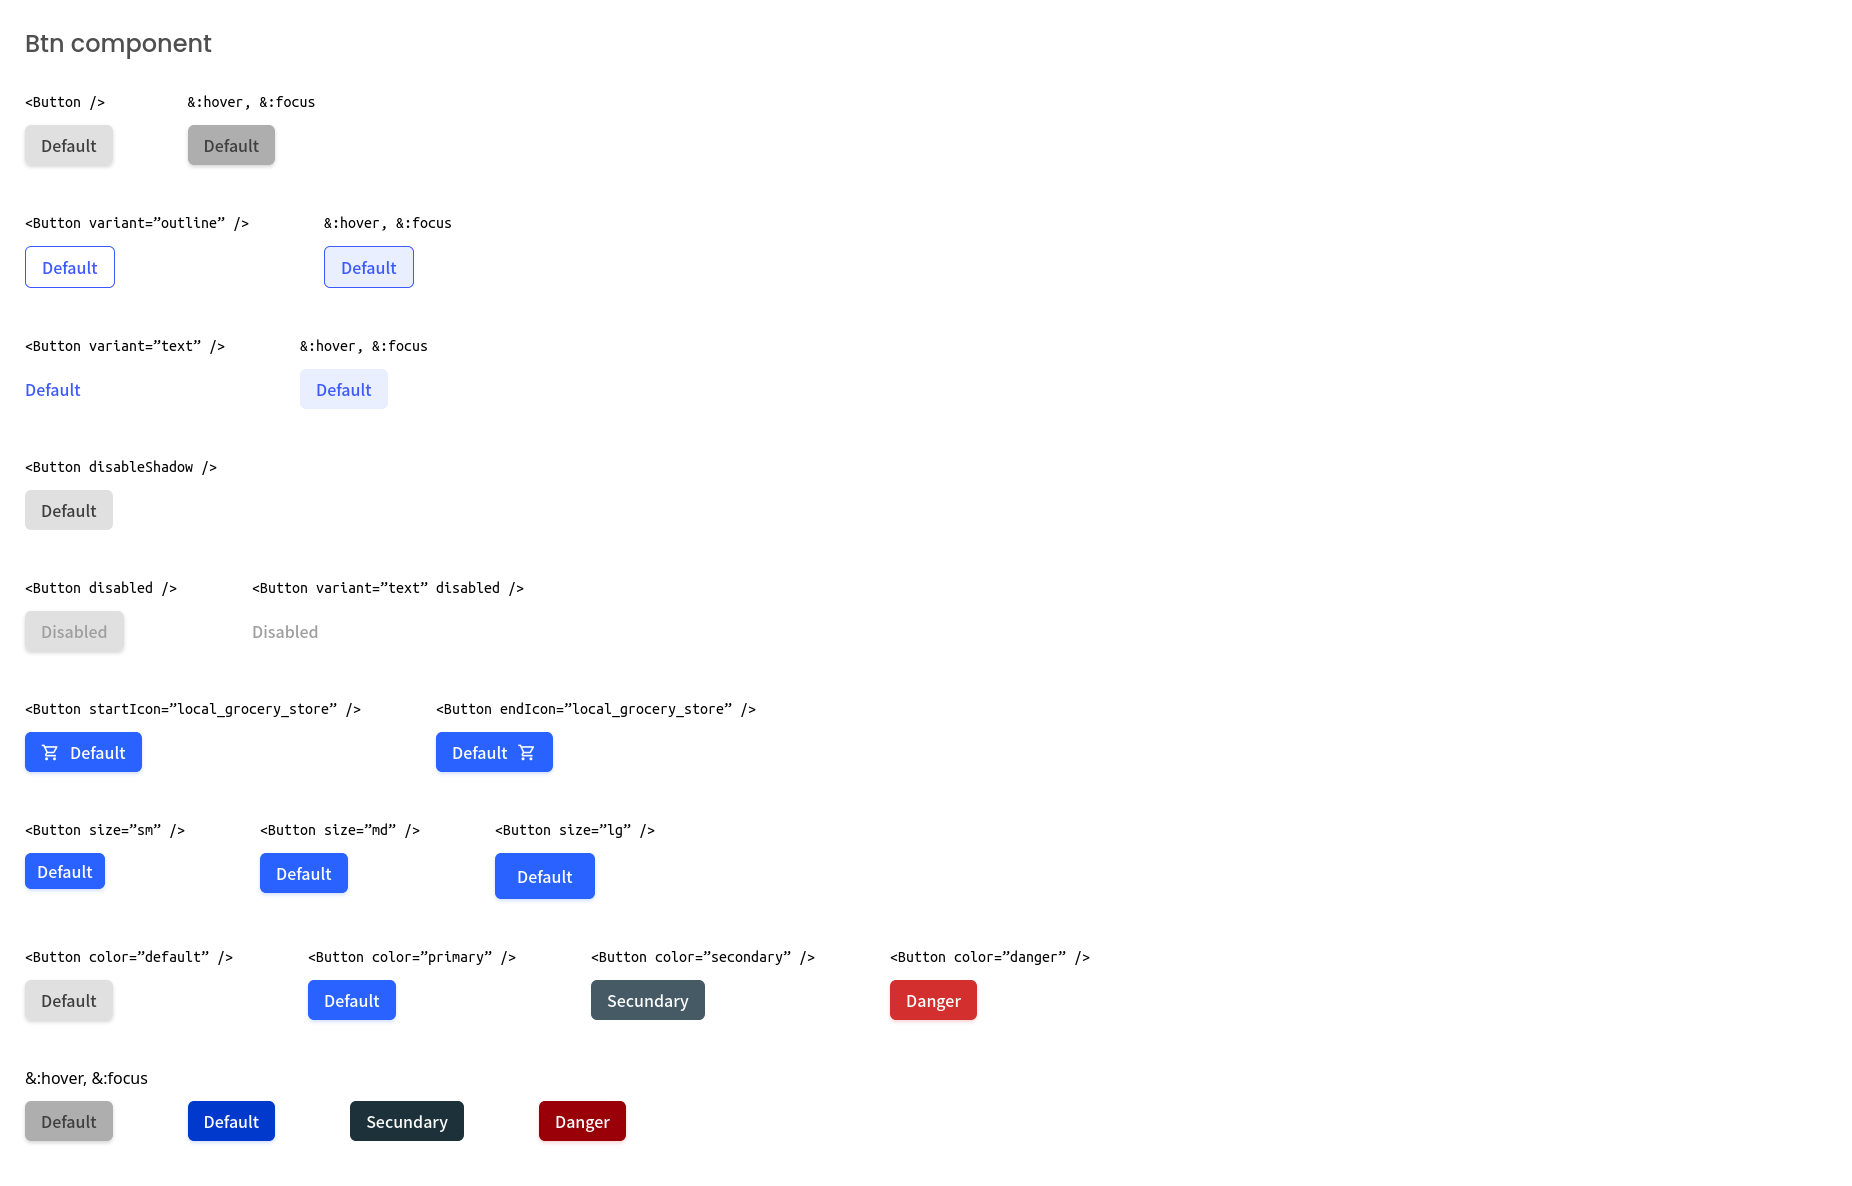 Btn component
<Button /> &:hover, &:focus
Default Default
<Button variant=”outline” /> &:hover, &:focus
Default Default
<Button variant=”text” /> &:hover, &:focus
Default Default
<Button disableShadow />
Default
<Button disabled /> <Button variant=”text” disabled />
Disabled Disabled
<Button startIcon=”local_grocery_store” /> <Button endIcon=”local_grocery_store” />
Default Default
<Button size=”sm” /> <Button size=”md” /> <Button size=”lg” />
Default Default Default
<Button color=”default” /> <Button color=”primary” /> <Button color=”secondary” /> <Button color=”danger” />
Default Default Secundary Danger
&:hover, &:focus
Default Default Secundary Danger